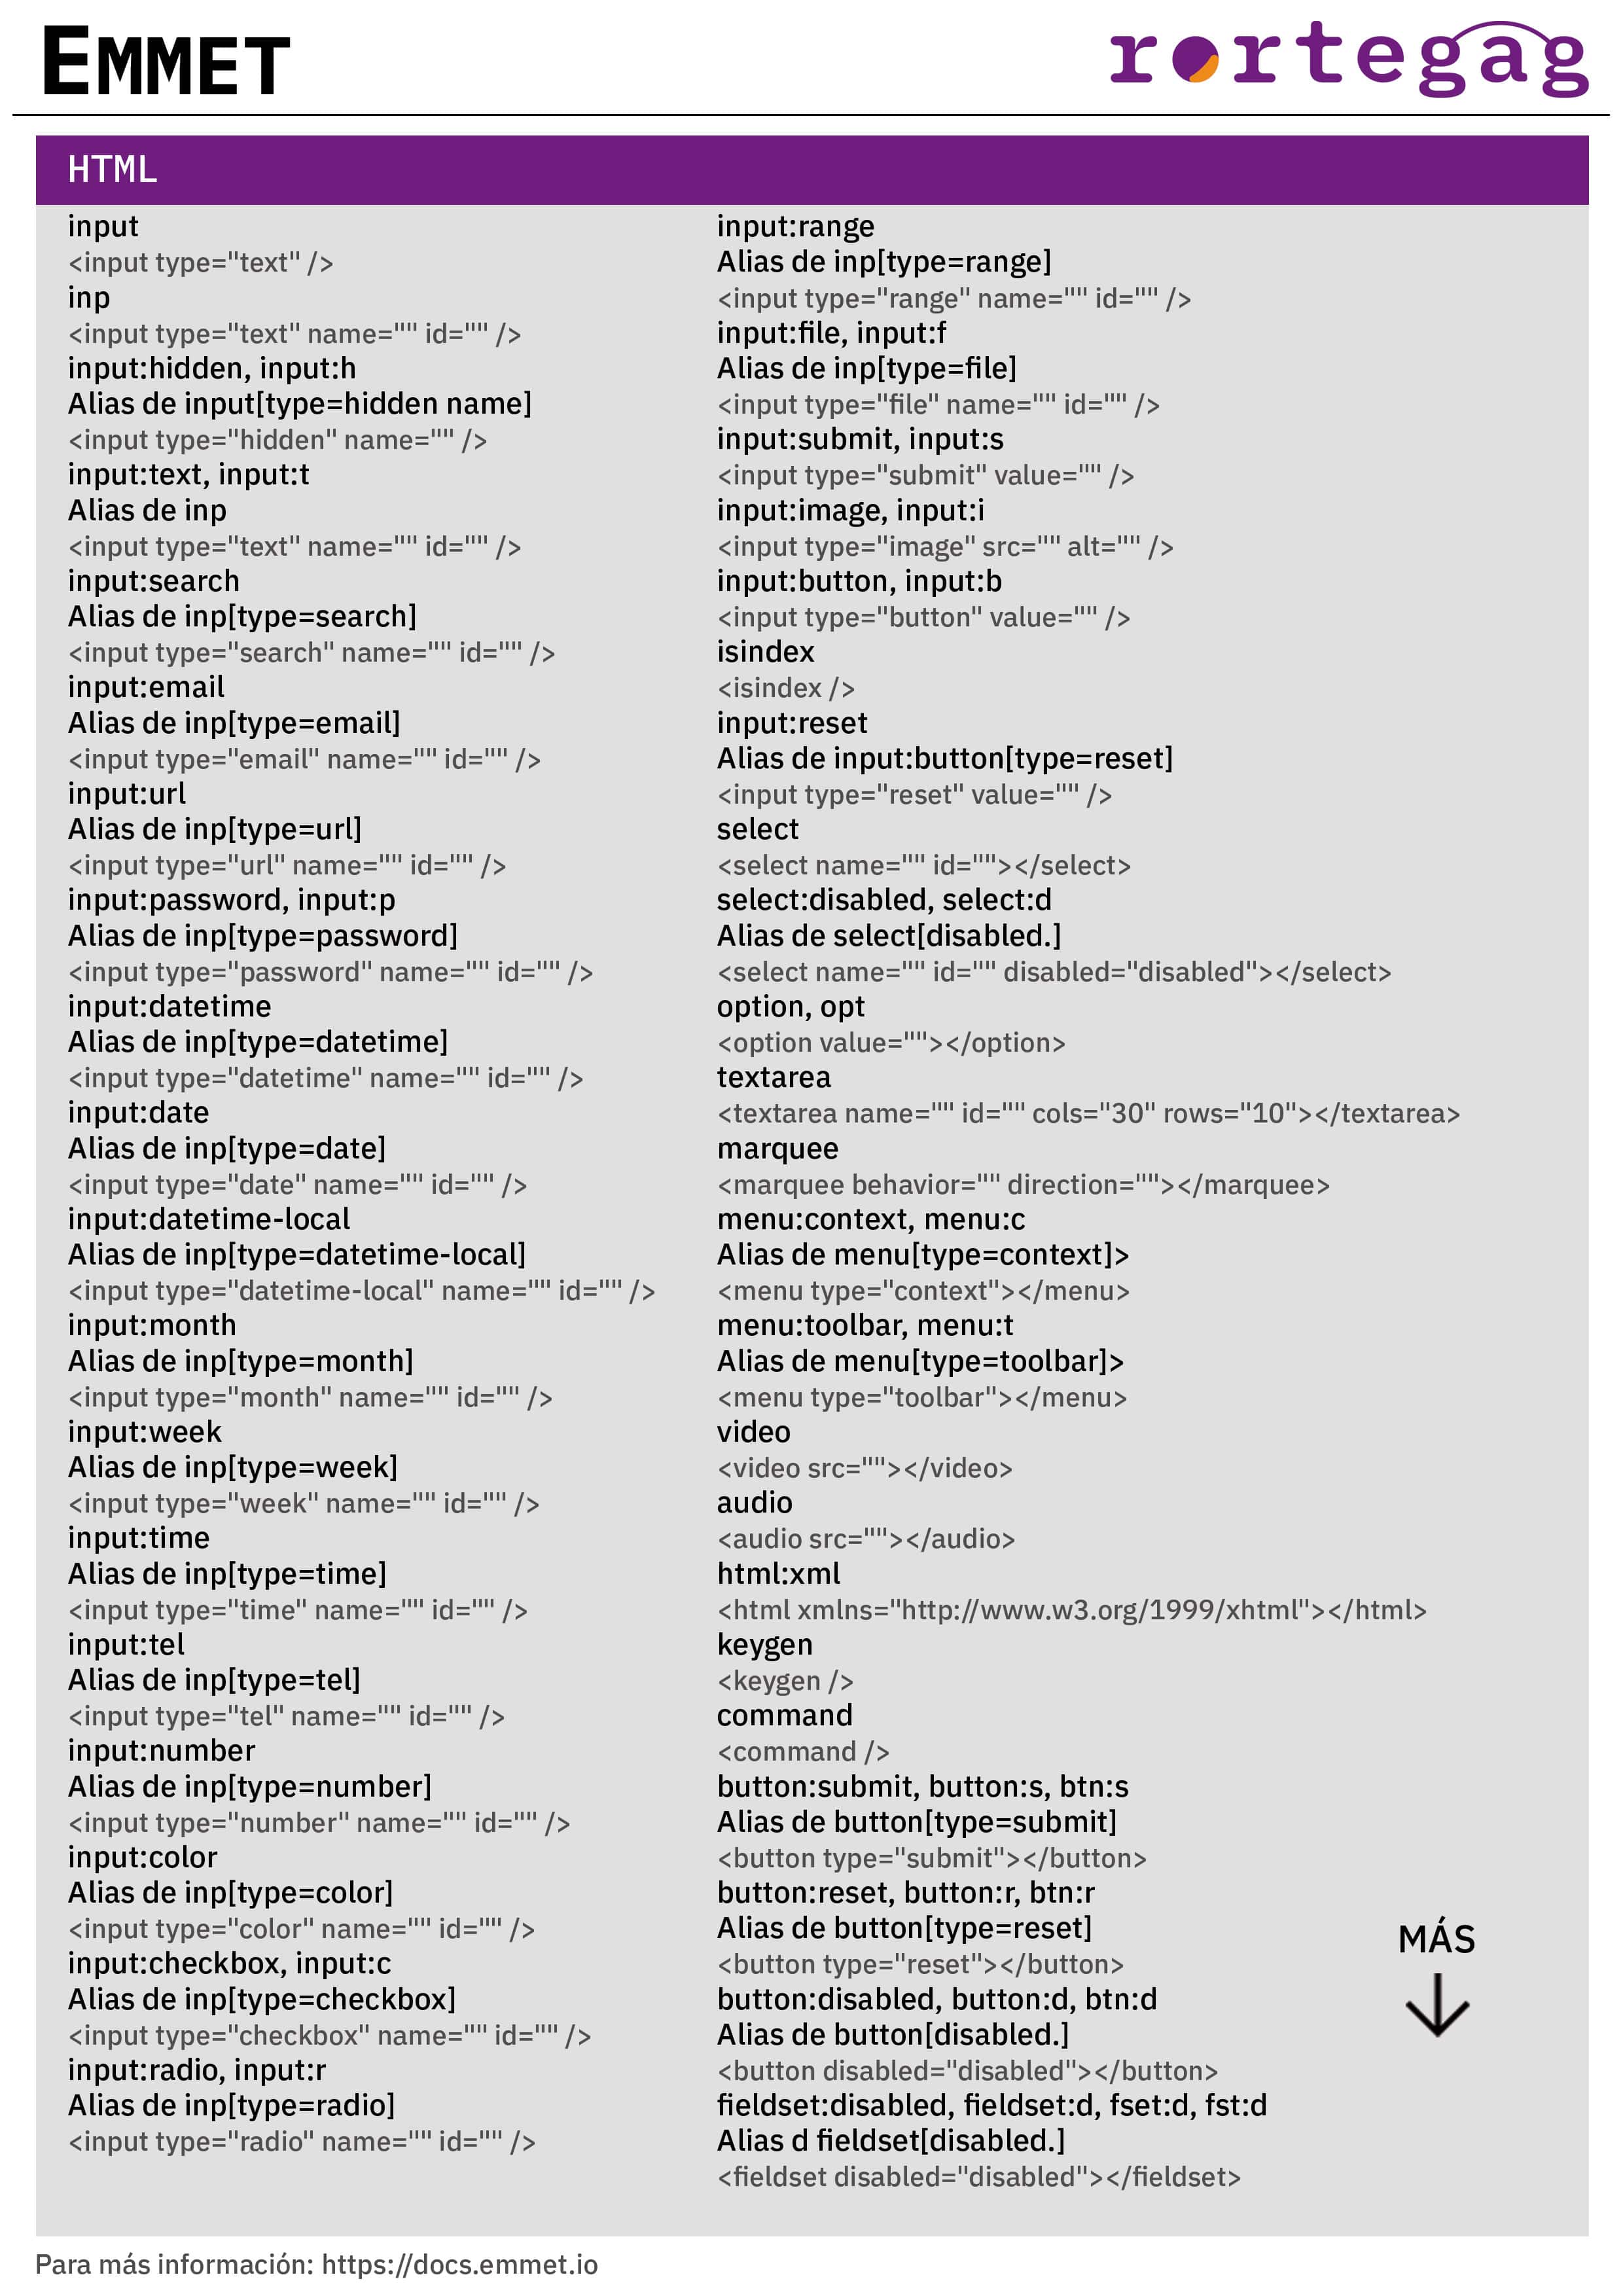 EMMET
rortegag
HTML
input
<input type="text" />
inp
<input type="text" name="" id="" />
input:hidden, input:h
Alias de input[type=hidden name]
<input type="hidden" name="" />
input:text, input:t
Alias de inp
<input type="text" name="" id="" />
input:search
Alias de inp[type=search]
<input type="search" name="" id="" />
input:email
Alias de inp[type=email]
<input type="email" name="" id="" />
input:url
Alias de inp[type=url]
<input type="url" name="" id="" />
input:password, input:p
Alias de inp[type=password]
<input type="password" name="" id="" />
input:datetime
Alias de inp[type=datetime]
<input type="datetime" name="" id="" />
input:date
Alias de inp[type=date]
<input type="date" name="" id="" />
input:datetime-local
Alias de inp[type=datetime-local]
<input type="datetime-local" name="" id="" />
input:month
Alias de inp[type=month]
<input type="month" name="" id="" />
input:week
Alias de inp[type=week]
<input type="week" name="" id="" />
input:time
Alias de inp[type=time]
<input type="time" name="" id="" />
input:tel
Alias de inp[type=tel]
<input type="tel" name="" id="" />
input:number
Alias de inp[type=number]
<input type="number" name="" id="" />
input:color
Alias de inp[type=color]
<input type="color" name="" id="" />
input:checkbox, input:c
Alias de inp[type=checkbox]
<input type="checkbox" name="" id="" />
input:radio, input:r
Alias de inp[type=radio]
<input type="radio" name="" id="" />
input:range
Alias de inp[type=range]
<input type="range" name="" id="" />
input:file, input:f
Alias de inp[type=file]
<input type="file" name="" id="" />
input:submit, input:s
<input type="submit" value="" />
input:image, input:i
<input type="image" src="" alt="" />
input:button, input:b
<input type="button" value="" />
isindex
<isindex />
input:reset
Alias de input:button[type=reset]
<input type="reset" value="" />
select
<select name="" id=""></select>
select:disabled, select:d
Alias de select[disabled.]
<select name="" id="" disabled="disabled"></select>
option, opt
<option value=""></option>
textarea
<textarea name="" id="" cols="30" rows="10"></textarea>
marquee
<marquee behavior="" direction=""></marquee>
menu:context, menu:c
Alias de menu[type=context]>
<menu type="context"></menu>
menu:toolbar, menu:t
Alias de menu[type=toolbar]>
<menu type="toolbar"></menu>
video
<video src=""></video>
audio
<audio src=""></audio>
html:xml
<html xmlns="http://www.w3.org/1999/xhtml"></html>
keygen
<keygen />
command
<command />
button:submit, button:s, btn:s
Alias de button[type=submit]
<button type="submit"></button>
button:reset, button:r, btn:r
Alias de button[type=reset]
<button type="reset"></button>
button:disabled, button:d, btn:d
Alias de button[disabled.]
<button disabled="disabled"></button>
fieldset:disabled, fieldset:d, fset:d, fst:d
Alias d fieldset[disabled.]
<fieldset disabled="disabled"></fieldset>
MÁS
Para más información: https://docs.emmet.io